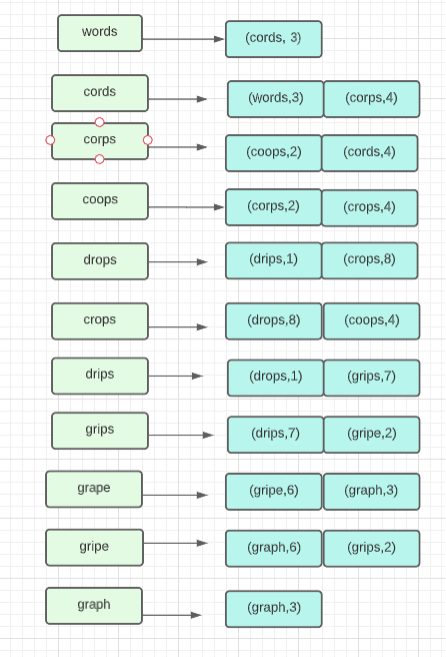 words (cords, 3)
cords (words,3) (corps,4)
corps (coops,2) (cords,4)
coops (corps,2) (crops,4)
drops (drips,1) (crops,8)
crops (drops,8) (coops,4)
drips (drops,1) (grips,7)
grips (drips,7) (gripe,2)
grape (gripe,6) (graph,3)
gripe (graph,6) (grips,2)
graph (graph,3)